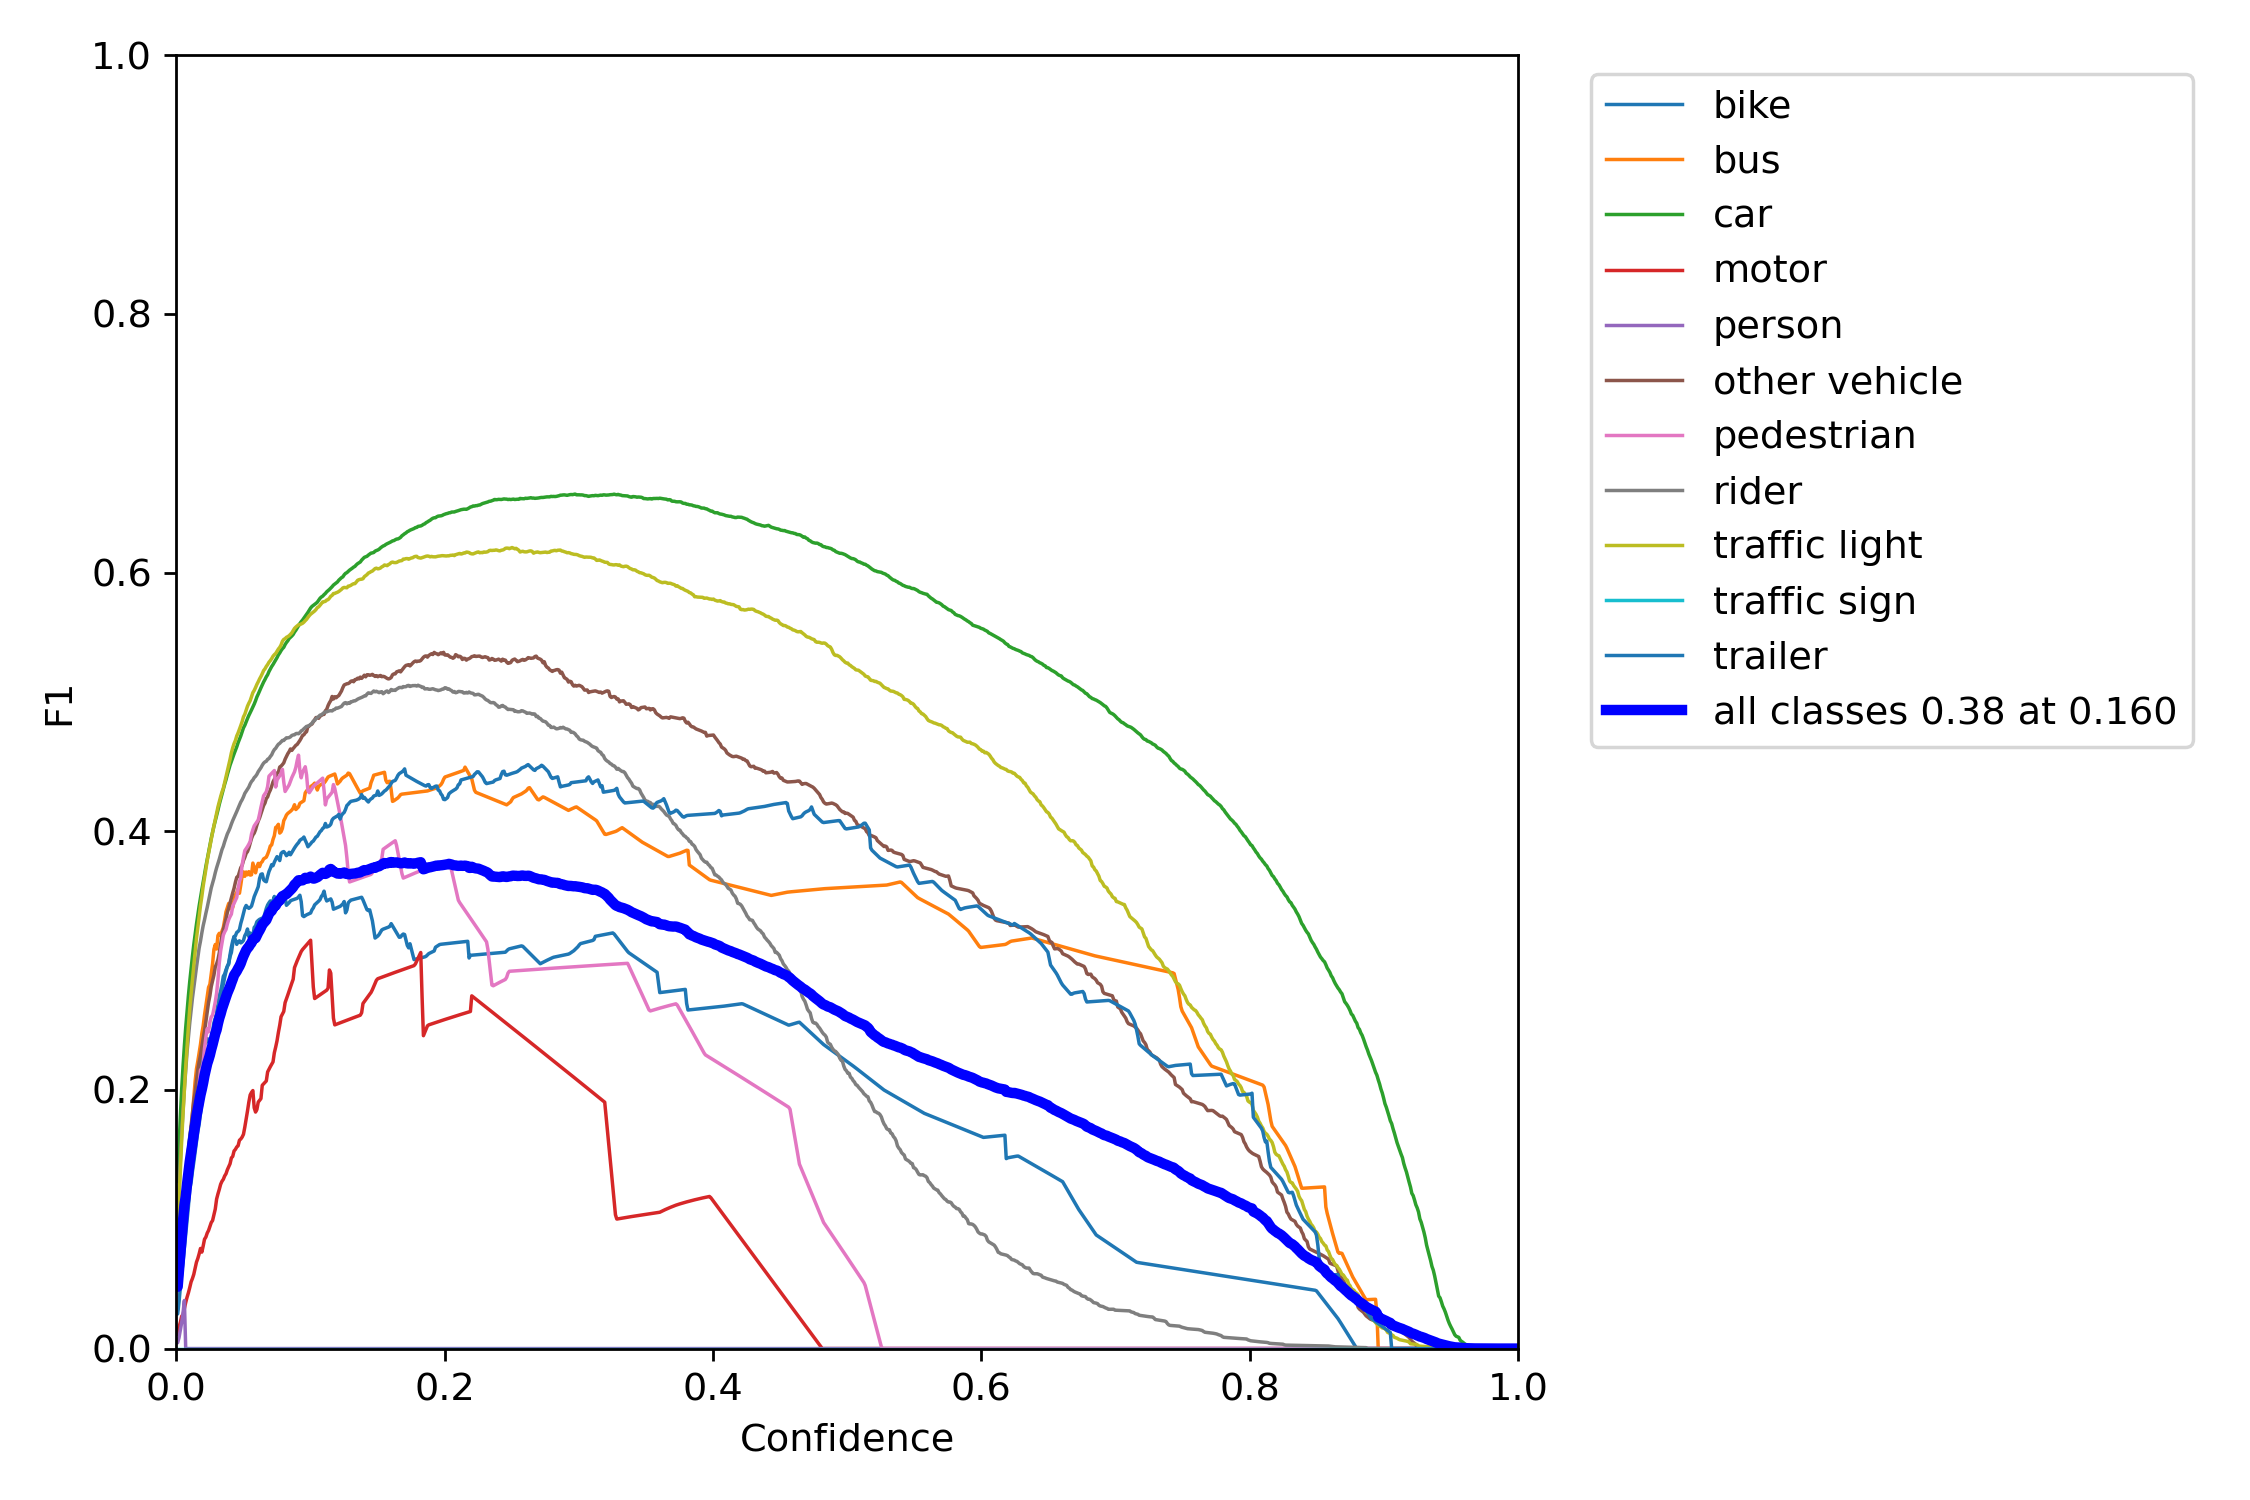 1.0
0.8
0.6
0.4
0.2
0.0
F1
0.0 0.2 0.4 0.6 0.8 1.0
Confidence
bike
bus
car
motor
person
other vehicle
pedestrian
rider
traffic light
traffic sign
trailer
all classes 0.38 at 0.160